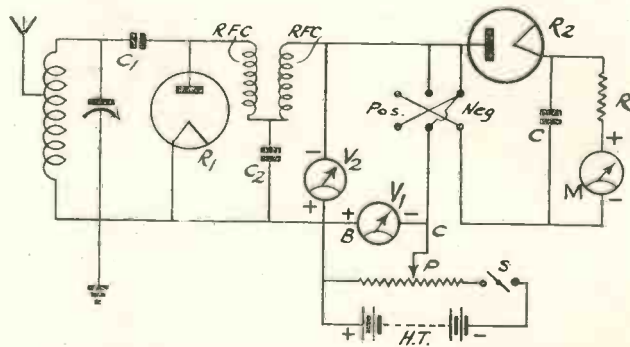 RFC RFC R2
C1
Pos. Neg
R1 C2 C R
- V2 + M
+ V1 - -
+ B C
P S
+ H.T. -